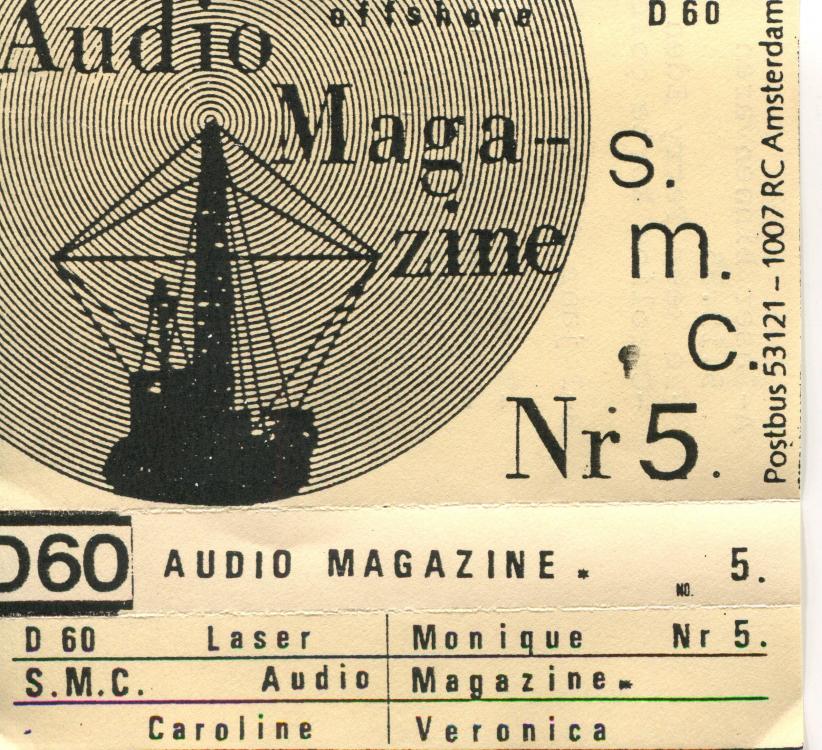 offshore D 60
Audio
Maga-
zine
S.
m.
C.
Nr 5.
Postbus 53121 – 1007 RC Amsterdam
D60 AUDIO MAGAZINE * NO. 5.
D 60 Laser Monique Nr 5.
S.M.C. Audio Magazine*
- Caroline Veronica